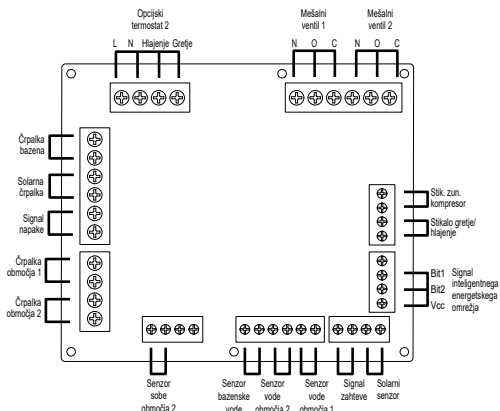 Opcijski
termostat 2
L N Hlajenje Gretje
Mešalni
ventil 1
N O C
Mešalni
ventil 2
N O C
Črpalka
bazena
Solarna
črpalka
Signal
napake
Črpalka
območja 1
Črpalka
območja 2
Stik. zun.
kompresor
Stikalo gretje/
hlajenje
Bit1
Bit2
Vcc
Signal
inteligentnega
energetskega
omrežja
Senzor
sobe
območja 2
Senzor
bazenske
vode
Senzor
vode
območja 2
Senzor
vode
območja 1
Signal
zahteve
Solarni
senzor